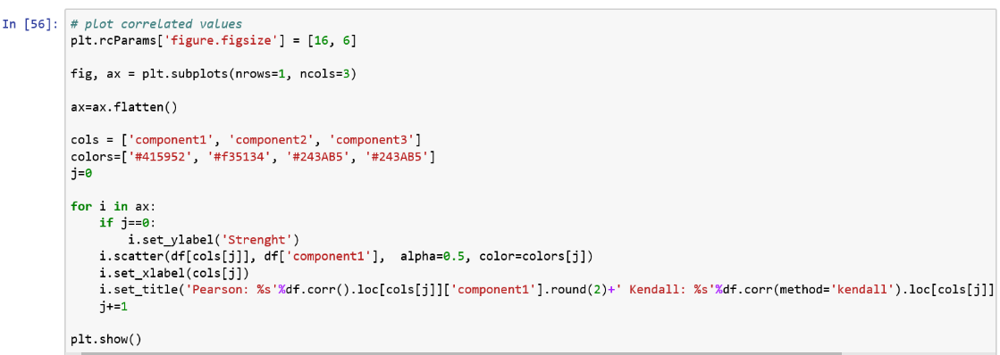 In [56]: # plot correlated values
plt.rcParams['figure.figsize'] = [16, 6]
fig, ax = plt.subplots(nrows=1, ncols=3)
ax=ax.flatten()
cols = ['component1', 'component2', 'component3']
colors=['#415952', '#f35134', '#243AB5', '#243AB5']
j=0
for i in ax:
    if j==0:
        i.set_ylabel('Strenght')
    i.scatter(df[cols[j]], df['component1'],  alpha=0.5, color=colors[j])
    i.set_xlabel(cols[j])
    i.set_title('Pearson: %s'%df.corr().loc[cols[j]]['component1'].round(2)+' Kendall: %s'%df.corr(method='kendall').loc[cols[j]]
    j+=1
plt.show()